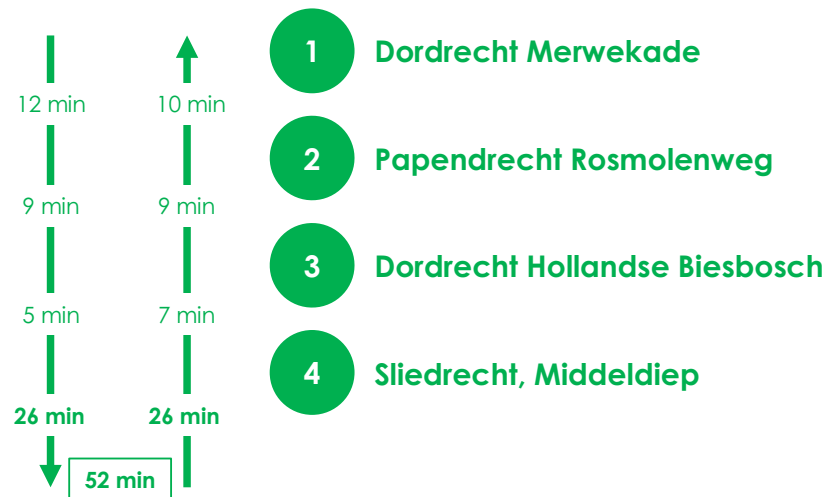 1 Dordrecht Merwekade
12 min 10 min
2 Papendrecht Rosmolenweg
9 min 9 min
3 Dordrecht Hollandse Biesbosch
5 min 7 min
4 Sliedrecht, Middeldiep
26 min 26 min
52 min